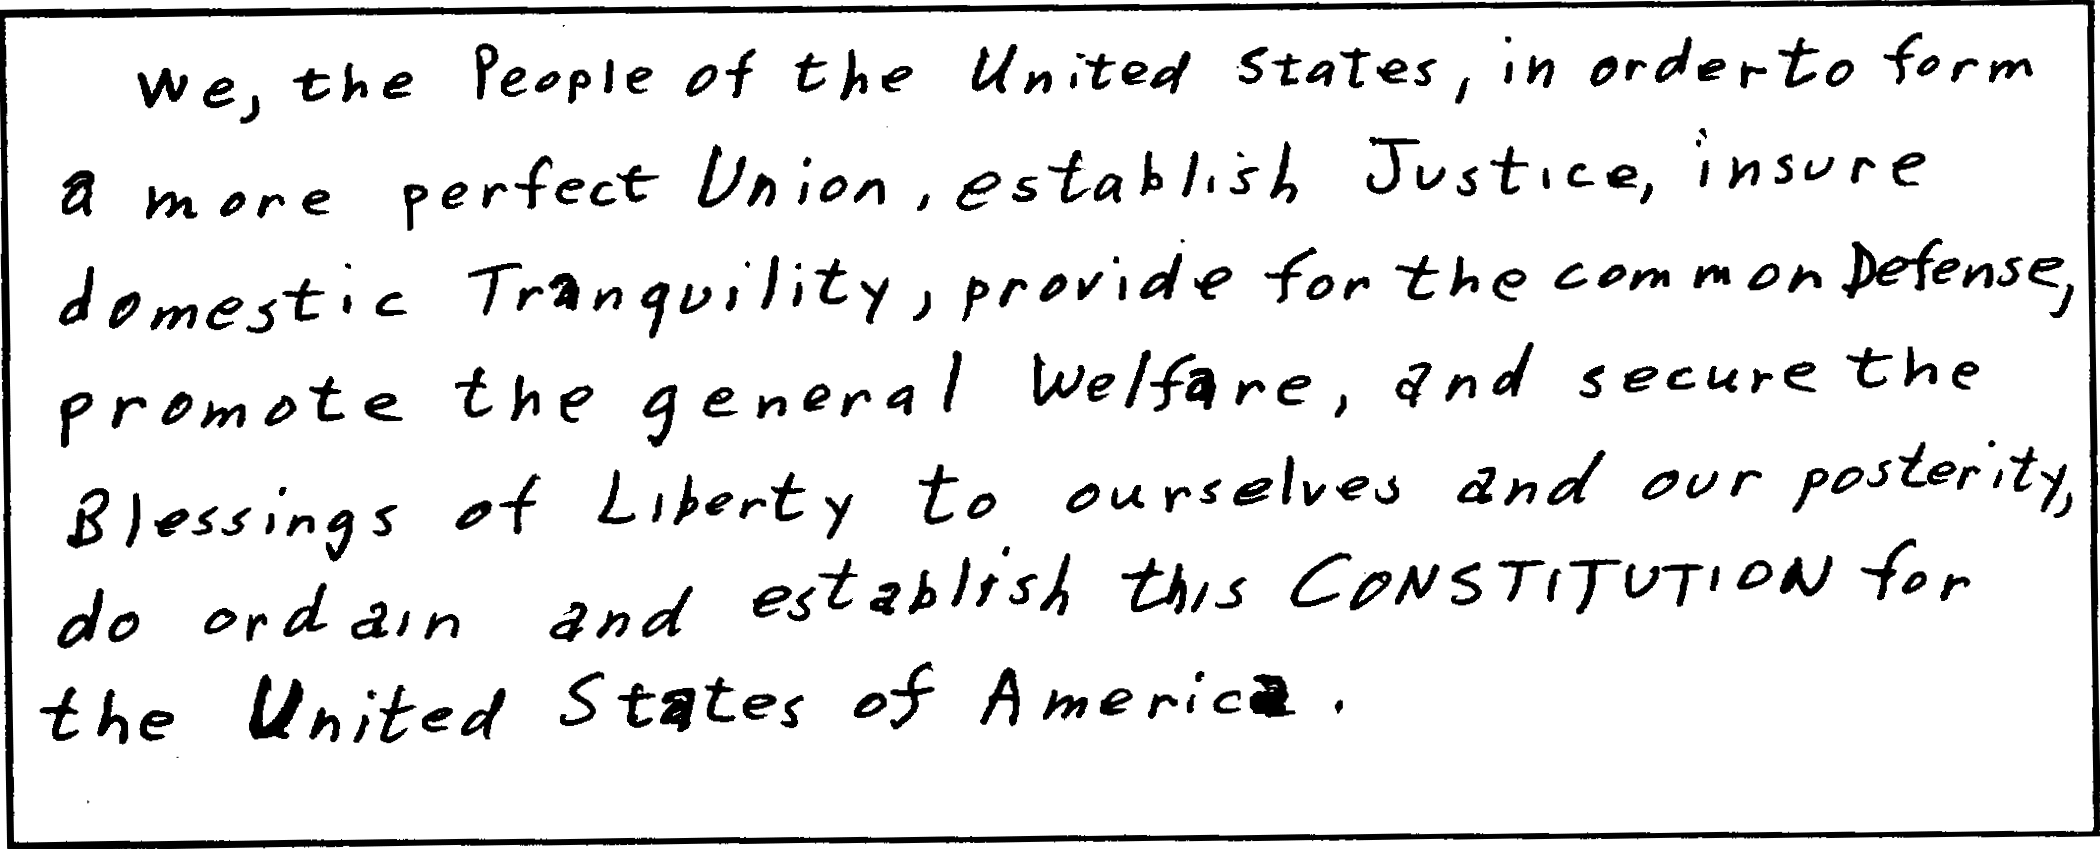 We, the People of the United States, in order to form
a more perfect Union, establish Justice, insure
domestic Tranquility, provide for the common Defense,
promote the general Welfare, and secure the
Blessings of Liberty to ourselves and our posterity,
do ordain and establish this CONSTITUTION for
the United States of America.